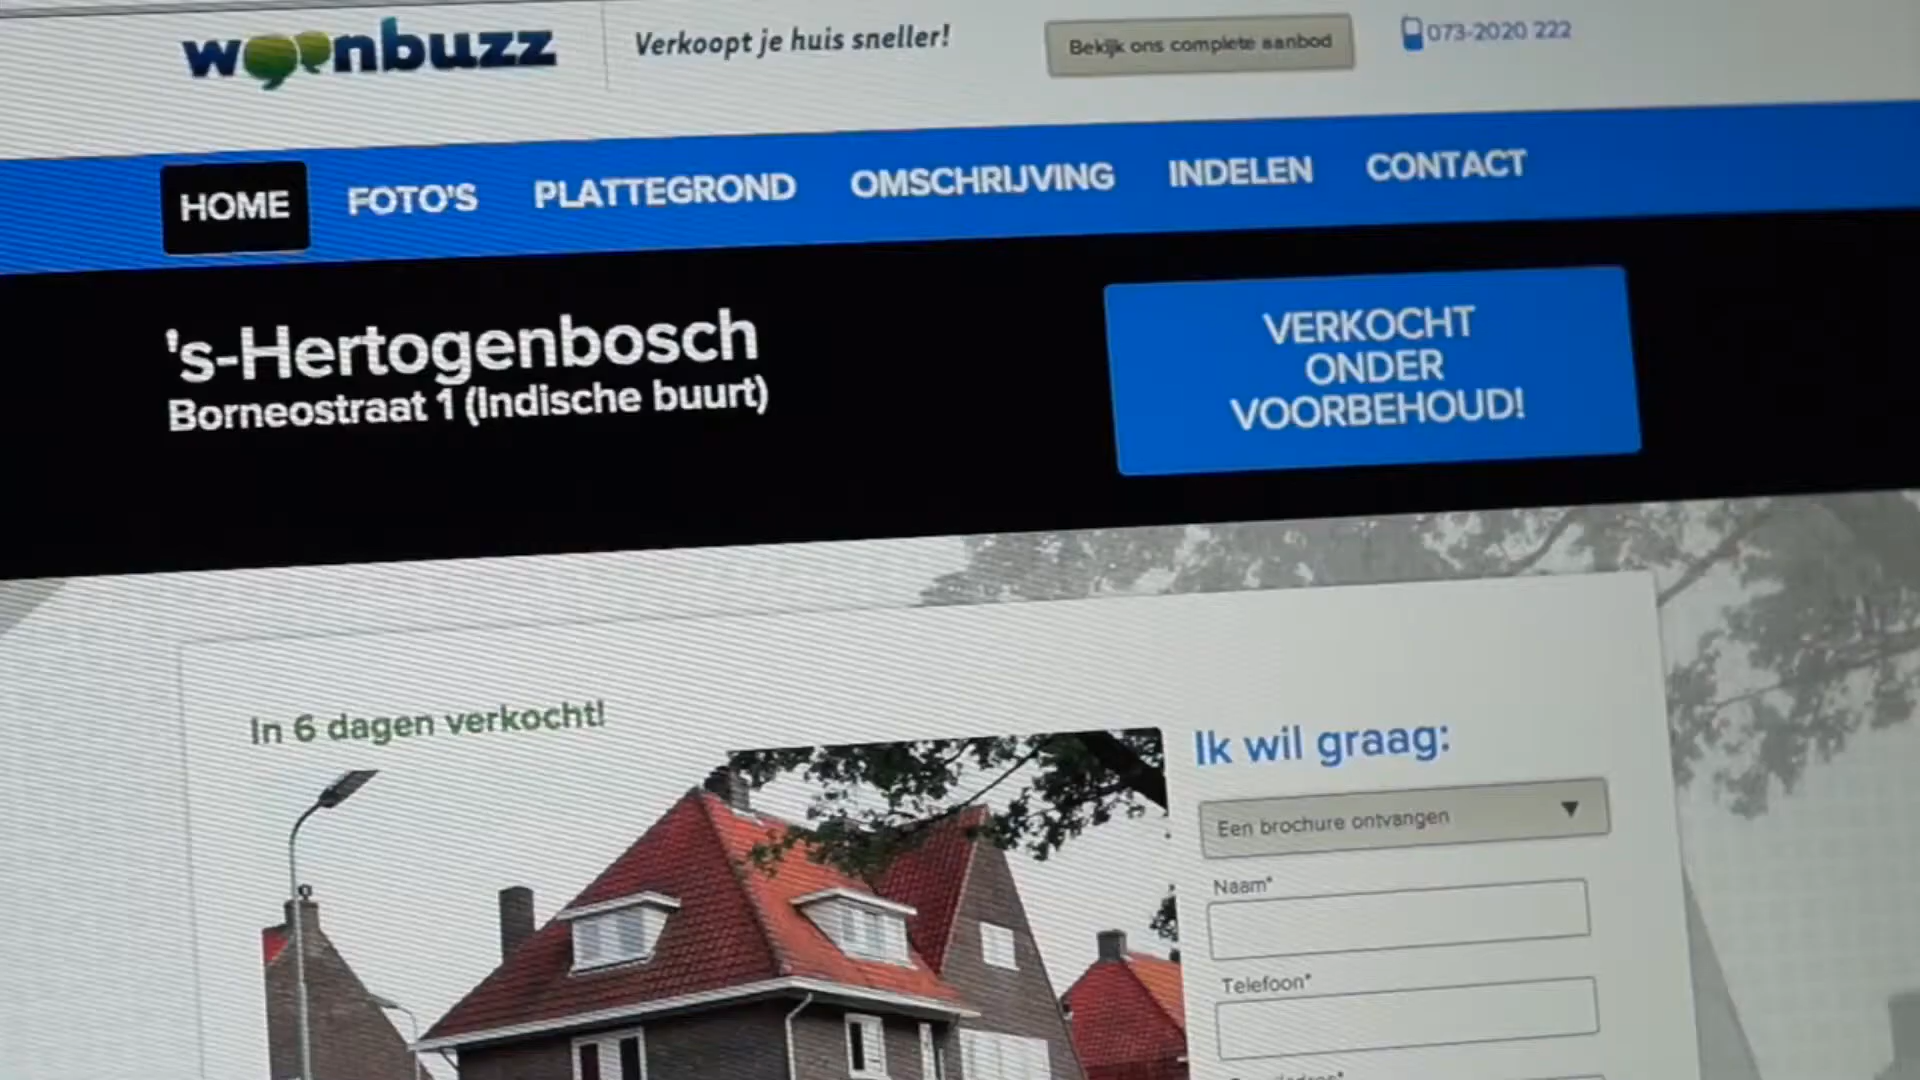 woonbuzz
Verkoopt je huis sneller!
Bekijk ons complete aanbod
073-2020 222
HOME
FOTO'S
PLATTEGROND
OMSCHRIJVING
INDELEN
CONTACT
's-Hertogenbosch
Borneostraat 1 (Indische buurt)
VERKOCHT
ONDER
VOORBEHOUD!
In 6 dagen verkocht!
Ik wil graag:
Een brochure ontvangen
Naam*
Telefoon*